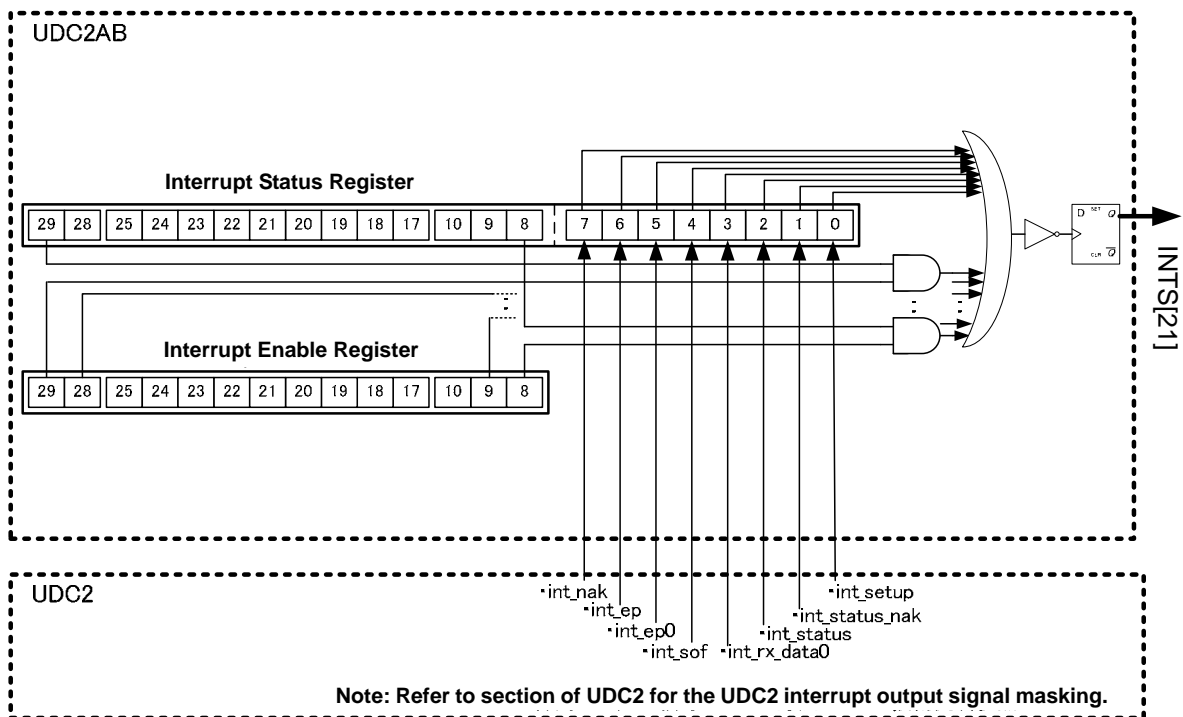 UDC2AB
Interrupt Status Register
29 28 25 24 23 22 21 20 19 18 17 10 9 8 7 6 5 4 3 2 1 0
D SET Q
CLR Q
INTS[21]
Interrupt Enable Register
29 28 25 24 23 22 21 20 19 18 17 10 9 8
UDC2
・int_nak
・int_ep
・int_ep0
・int_sof
・int_rx_data0
・int_status
・int_status_nak
・int_setup
Note: Refer to section of UDC2 for the UDC2 interrupt output signal masking.